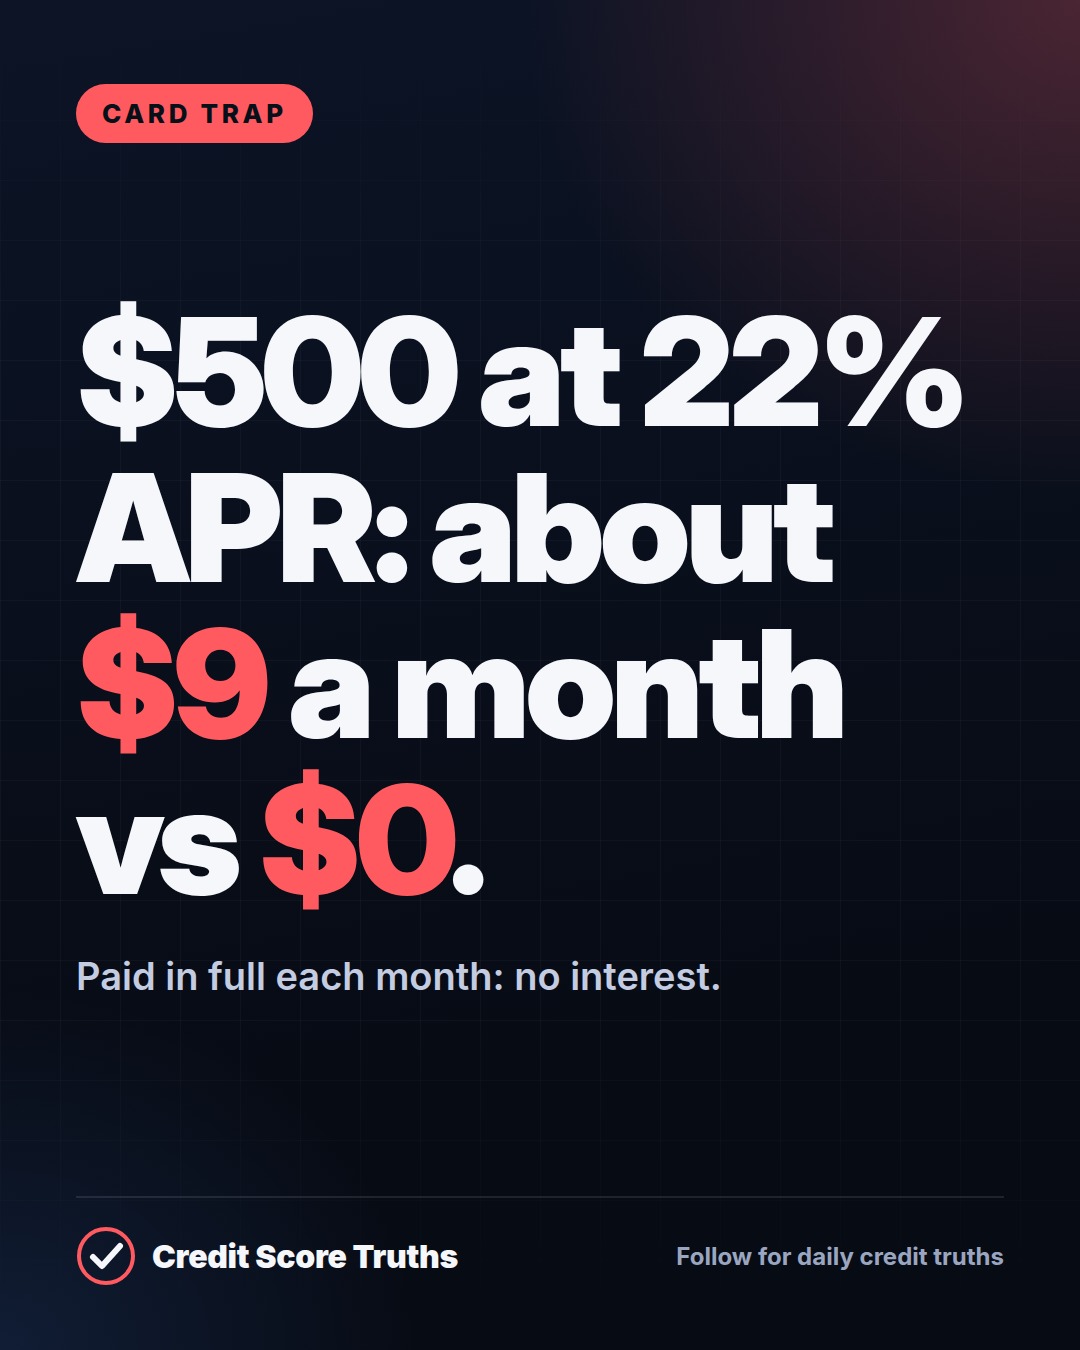 CARD TRAP
$500 at 22%
APR: about
$9 a month
vs $0.
Paid in full each month: no interest.
Credit Score Truths
Follow for daily credit truths